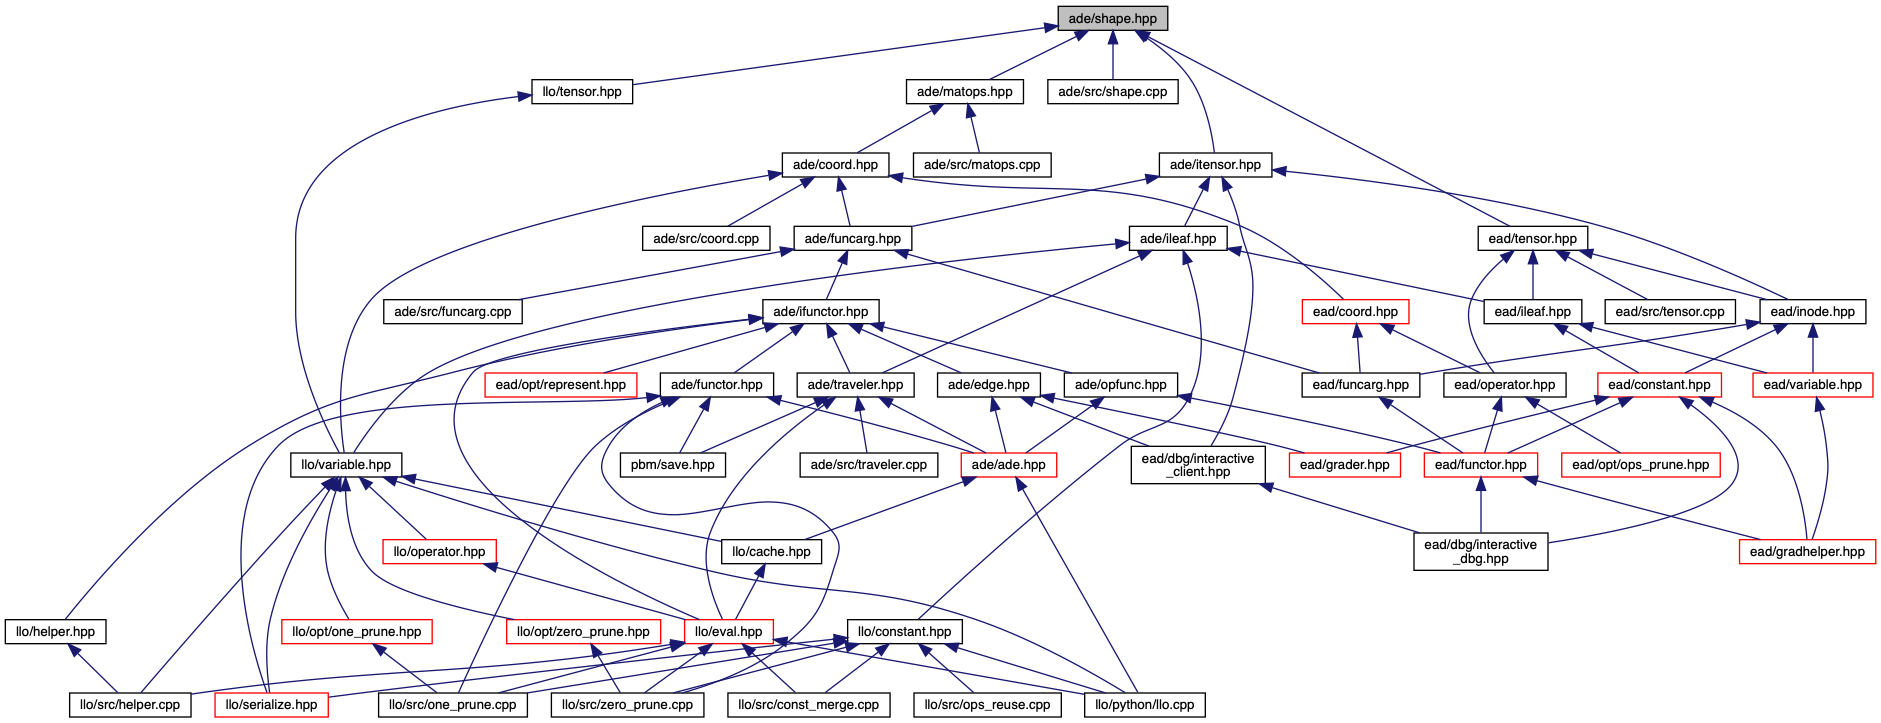 ade/shape.hpp
llo/tensor.hpp
ade/matops.hpp
ade/src/shape.cpp
ade/coord.hpp
ade/src/matops.cpp
ade/itensor.hpp
ade/src/coord.cpp
ade/funcarg.hpp
ade/ileaf.hpp
ead/tensor.hpp
ade/src/funcarg.cpp
ade/ifunctor.hpp
ead/coord.hpp
ead/ileaf.hpp
ead/src/tensor.cpp
ead/inode.hpp
ead/opt/represent.hpp
ade/functor.hpp
ade/traveler.hpp
ade/edge.hpp
ade/opfunc.hpp
ead/funcarg.hpp
ead/operator.hpp
ead/constant.hpp
ead/variable.hpp
llo/variable.hpp
pbm/save.hpp
ade/src/traveler.cpp
ade/ade.hpp
ead/dbg/interactive
_client.hpp
ead/grader.hpp
ead/functor.hpp
ead/opt/ops_prune.hpp
llo/operator.hpp
llo/cache.hpp
ead/dbg/interactive
_dbg.hpp
ead/gradhelper.hpp
llo/helper.hpp
llo/opt/one_prune.hpp
llo/opt/zero_prune.hpp
llo/eval.hpp
llo/constant.hpp
llo/src/helper.cpp
llo/serialize.hpp
llo/src/one_prune.cpp
llo/src/zero_prune.cpp
llo/src/const_merge.cpp
llo/src/ops_reuse.cpp
llo/python/llo.cpp